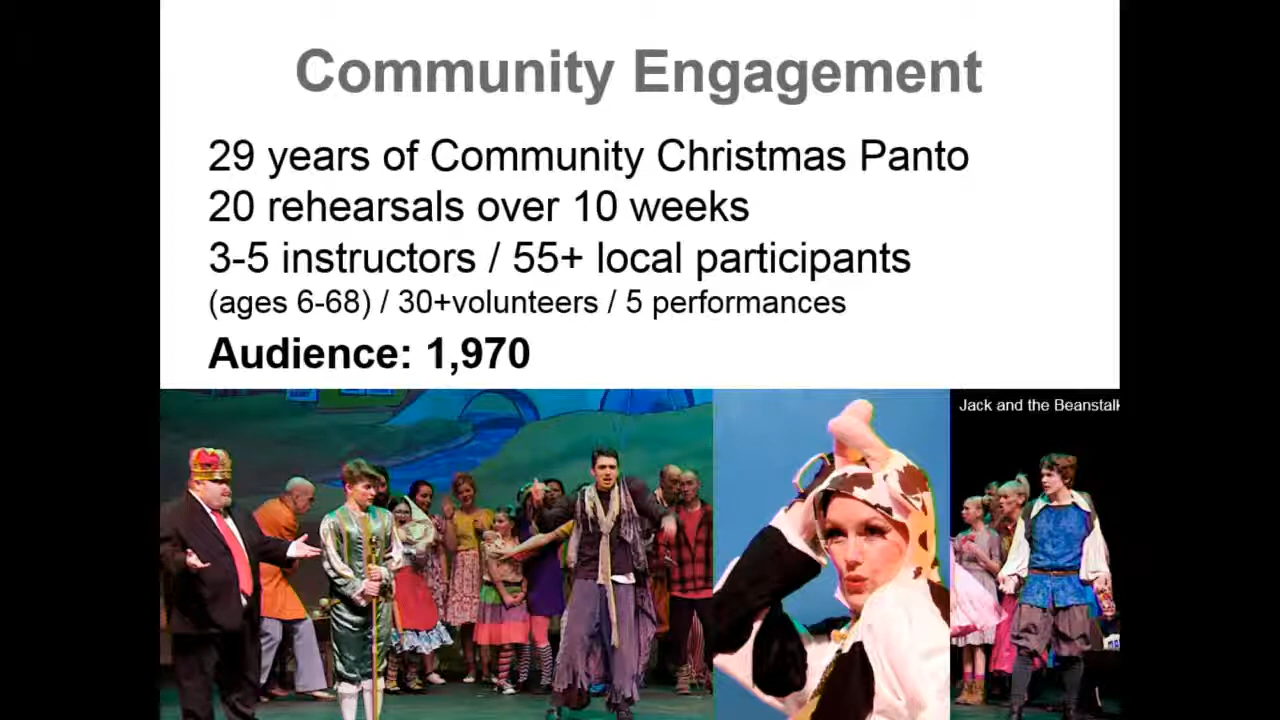 Community Engagement
29 years of Community Christmas Panto
20 rehearsals over 10 weeks
3-5 instructors / 55+ local participants
(ages 6-68) / 30+volunteers / 5 performances
Audience: 1,970
Jack and the Beanstalk